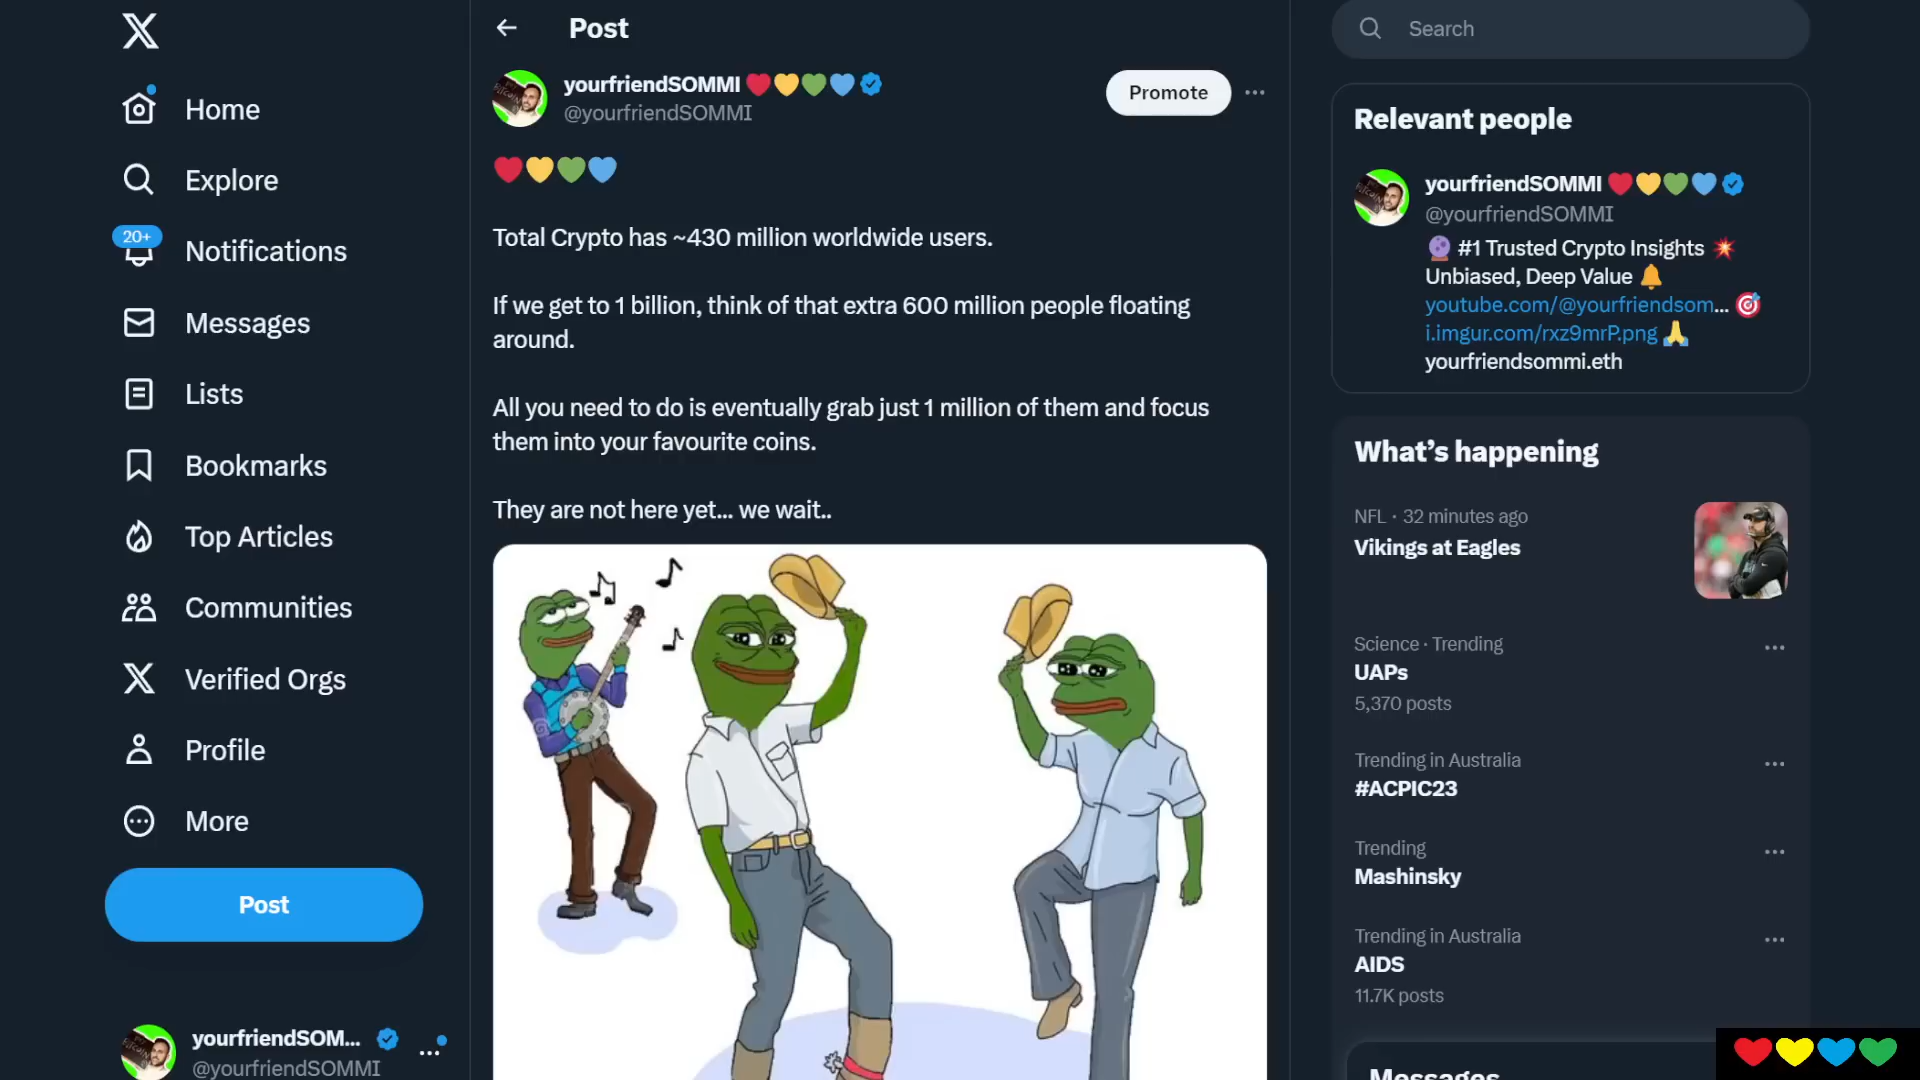 Home
Explore
20+
Notifications
Messages
Lists
Bookmarks
Top Articles
Communities
Verified Orgs
Profile
More
Post
yourfriendSOM...
@yourfriendSOMMI
Post
yourfriendSOMMI ❤️💛💚💙
@yourfriendSOMMI
Promote
❤️💛💚💙
Total Crypto has ~430 million worldwide users.
If we get to 1 billion, think of that extra 600 million people floating
around.
All you need to do is eventually grab just 1 million of them and focus
them into your favourite coins.
They are not here yet... we wait..
Search
Relevant people
yourfriendSOMMI ❤️💛💚💙
@yourfriendSOMMI
🔮 #1 Trusted Crypto Insights 💥
Unbiased, Deep Value 🔔
youtube.com/@yourfriendsom... 🎯
i.imgur.com/rxz9mrP.png 🙏
yourfriendsommi.eth
What’s happening
NFL · 32 minutes ago
Vikings at Eagles
Science · Trending
UAPs
5,370 posts
Trending in Australia
#ACPIC23
Trending
Mashinsky
Trending in Australia
AIDS
11.7K posts
Messages